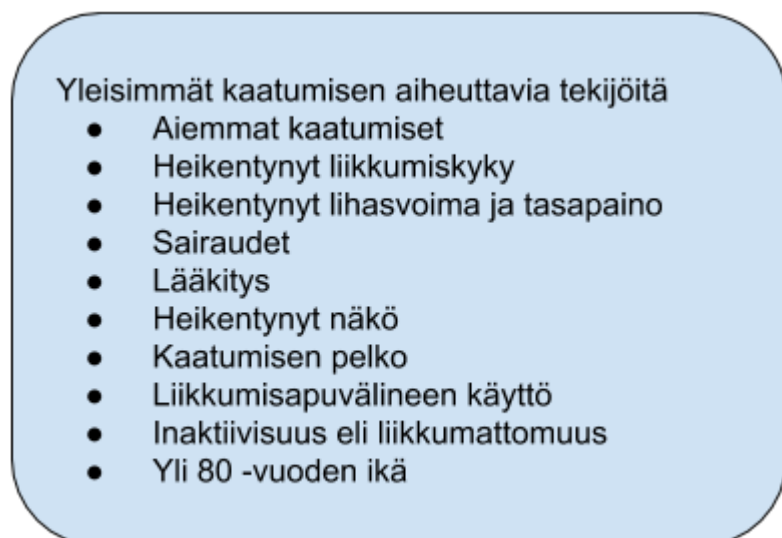 Yleisimmät kaatumisen aiheuttavia tekijöitä
● Aiemmat kaatumiset
● Heikentynyt liikkumiskyky
● Heikentynyt lihasvoima ja tasapaino
● Sairaudet
● Lääkitys
● Heikentynyt näkö
● Kaatumisen pelko
● Liikkumisapuvälineen käyttö
● Inaktiivisuus eli liikkumattomuus
● Yli 80 -vuoden ikä